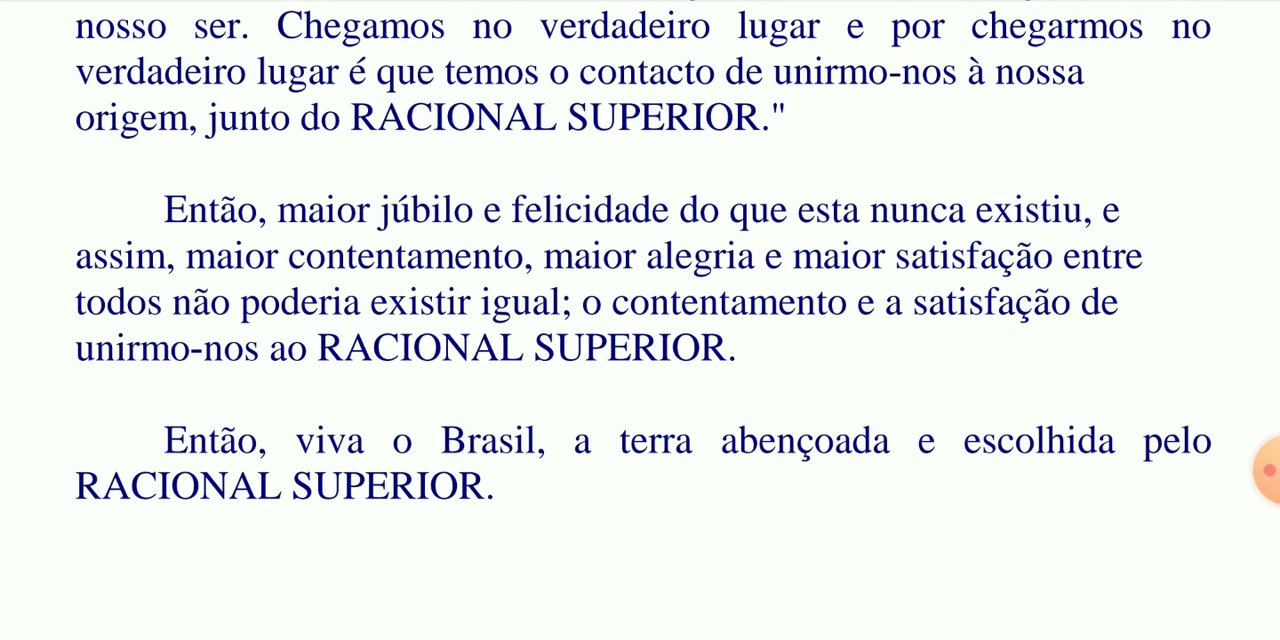 nosso ser. Chegamos no verdadeiro lugar e por chegarmos no
verdadeiro lugar é que temos o contacto de unirmo-nos à nossa
origem, junto do RACIONAL SUPERIOR."
Então, maior júbilo e felicidade do que esta nunca existiu, e
assim, maior contentamento, maior alegria e maior satisfação entre
todos não poderia existir igual; o contentamento e a satisfação de
unirmo-nos ao RACIONAL SUPERIOR.
Então, viva o Brasil, a terra abençoada e escolhida pelo
RACIONAL SUPERIOR.